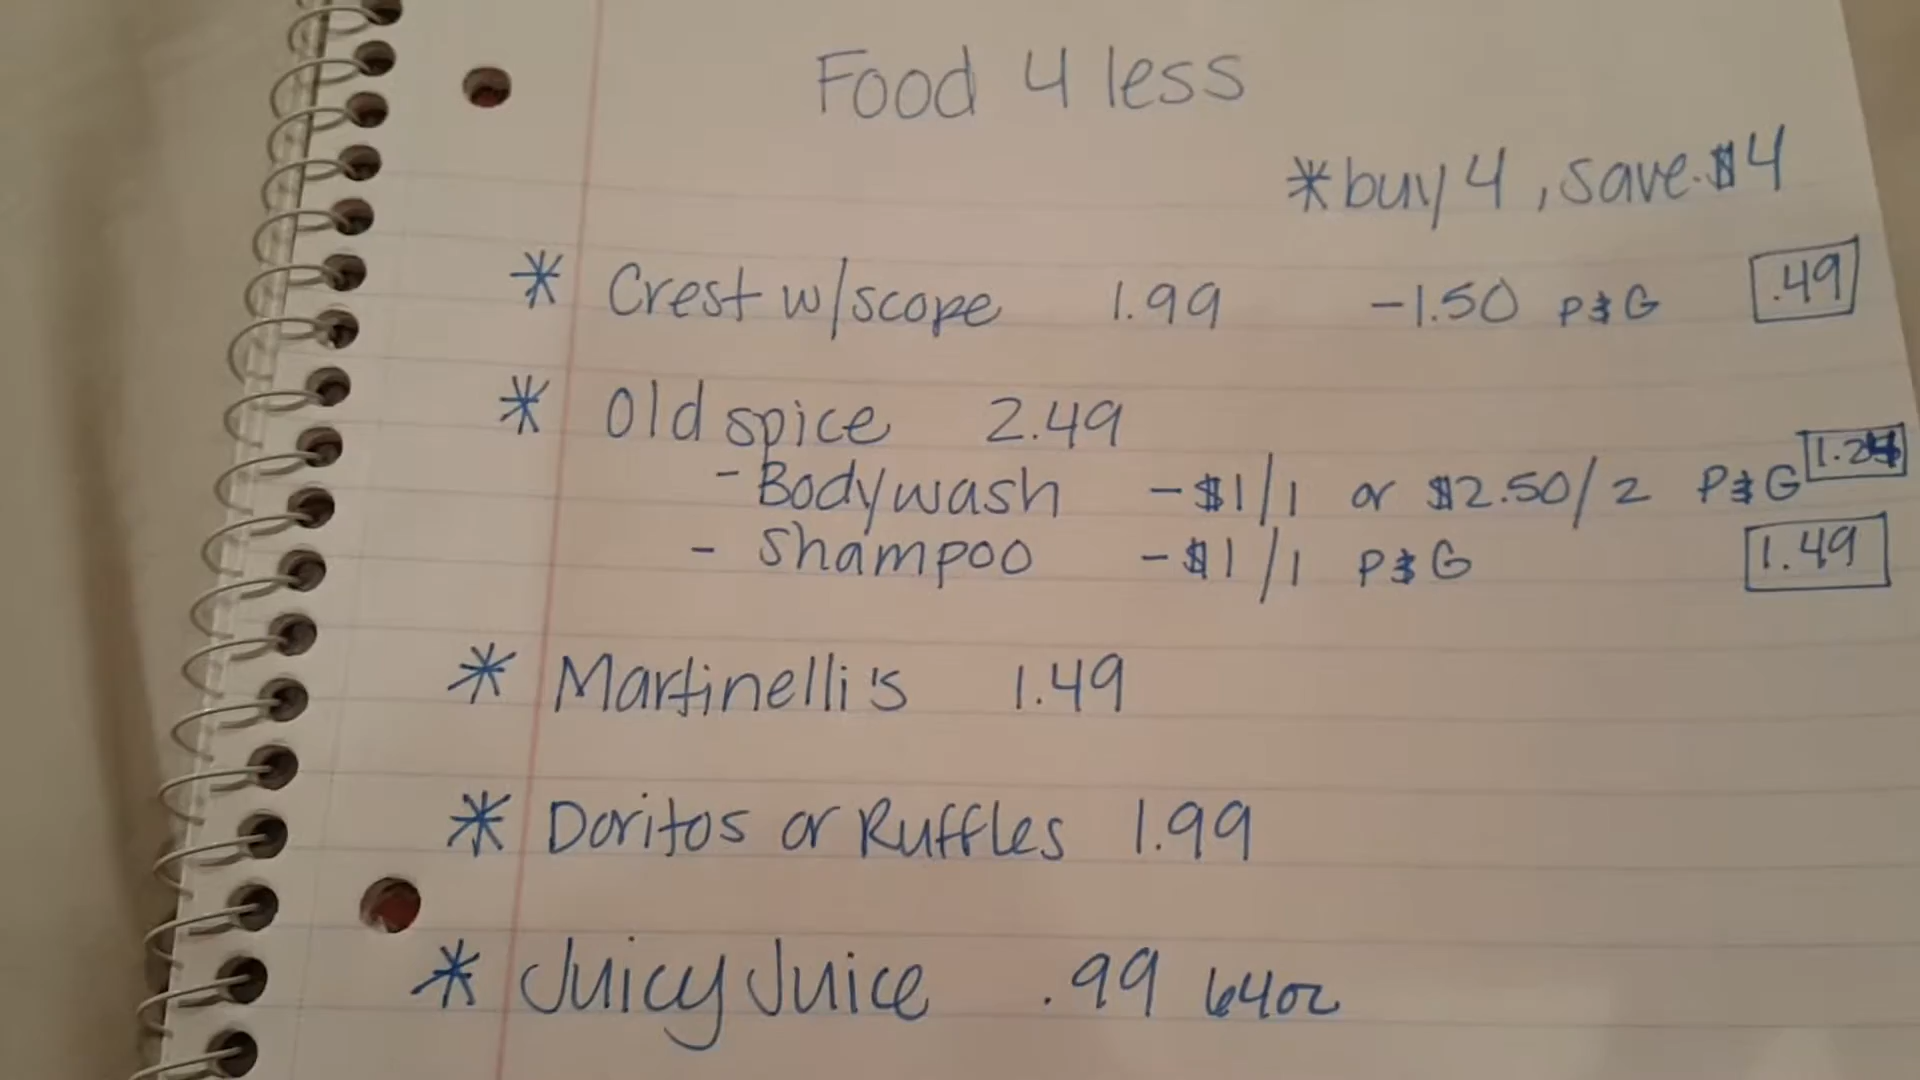 Food 4 less
*buy 4, save $4
* Crest w/scope 1.99 -1.50 P&G .49
* Old spice 2.49
- Bodywash -$1/1 or $2.50/2 P&G 1.24
- Shampoo -$1/1 P&G 1.49
* Martinelli's 1.49
* Doritos or Ruffles 1.99
* Juicy Juice .99 64oz